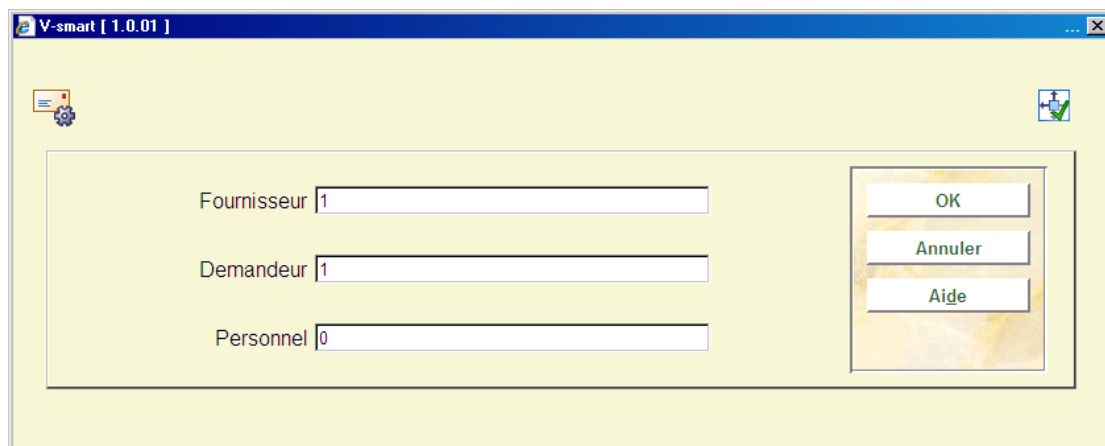 V-smart [ 1.0.01 ]
...
Fournisseur 1
OK
Annuler
Demandeur 1
Aide
Personnel 0